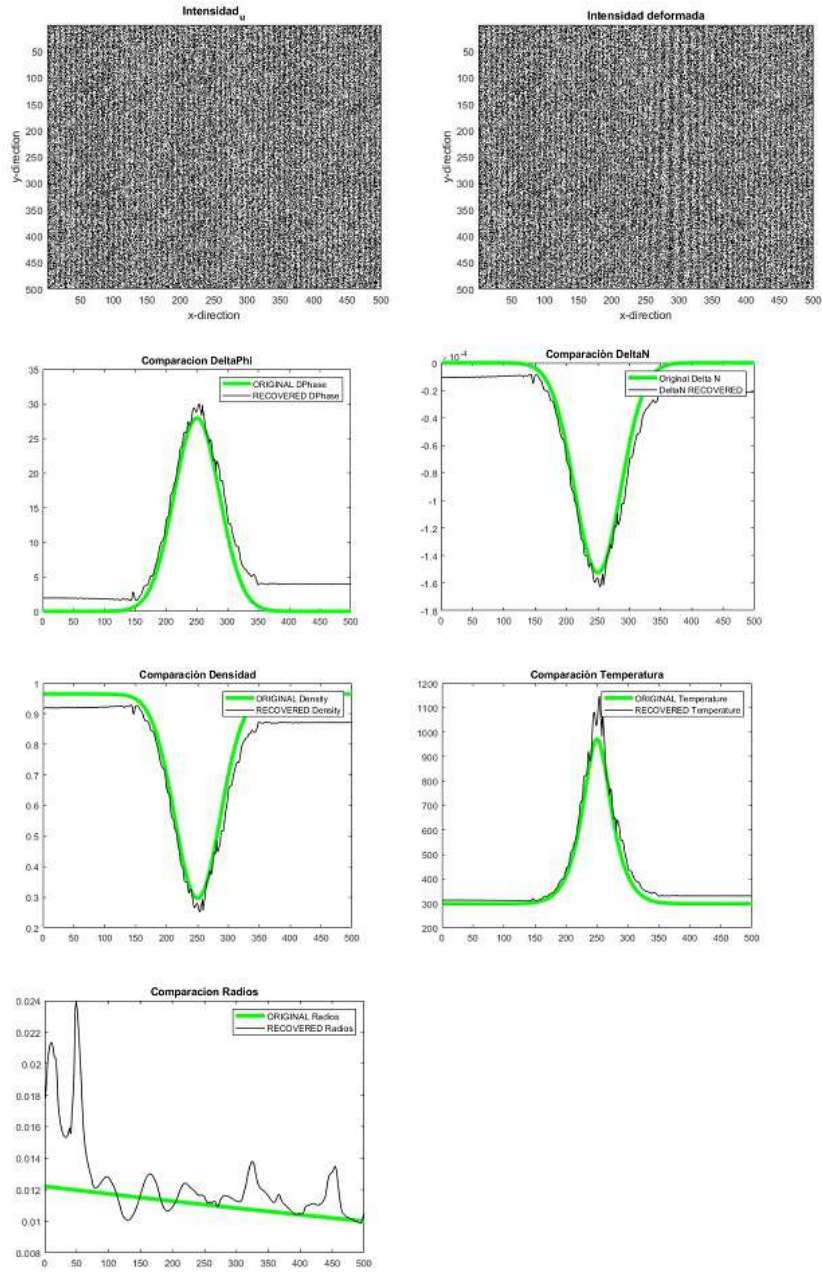 Intensidad_u
50
100
150
200
250
300
350
400
450
500
y-direction
50 100 150 200 250 300 350 400 450 500
x-direction
Intensidad deformada
50
100
150
200
250
300
350
400
450
500
y-direction
50 100 150 200 250 300 350 400 450 500
x-direction
Comparacion DeltaPhi
35
30
25
20
15
10
5
0
ORIGINAL DPhase
RECOVERED DPhase
0 50 100 150 200 250 300 350 400 450 500
Comparación DeltaN
× 10⁻⁴
0
-0.2
-0.4
-0.6
-0.8
-1
-1.2
-1.4
-1.6
-1.8
Original Delta N
DeltaN RECOVERED
0 50 100 150 200 250 300 350 400 450 500
Comparación Densidad
1
0.9
0.8
0.7
0.6
0.5
0.4
0.3
0.2
ORIGINAL Density
RECOVERED Density
0 50 100 150 200 250 300 350 400 450 500
Comparación Temperatura
1200
1100
1000
900
800
700
600
500
400
300
200
ORIGINAL Temperature
RECOVERED Temperature
0 50 100 150 200 250 300 350 400 450 500
Comparacion Radios
0.024
0.022
0.02
0.018
0.016
0.014
0.012
0.01
0.008
ORIGINAL Radios
RECOVERED Radios
0 50 100 150 200 250 300 350 400 450 500